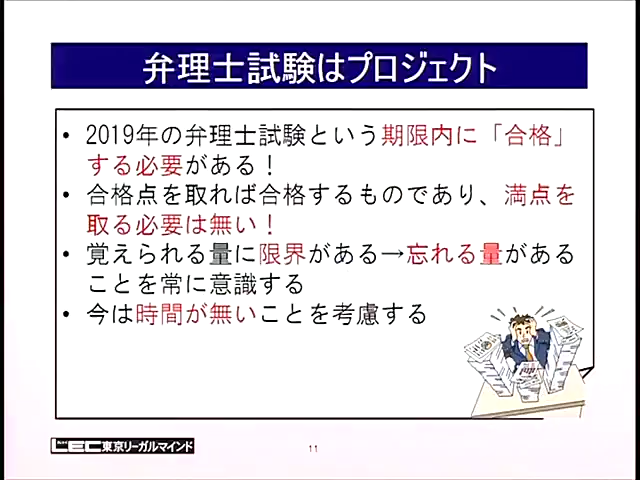 弁理士試験はプロジェクト
• 2019年の弁理士試験という期限内に「合格」
する必要がある！
• 合格点を取れば合格するものであり、満点を
取る必要は無い！
• 覚えられる量に限界がある→忘れる量がある
ことを常に意識する
• 今は時間が無いことを考慮する
LEC東京リーガルマインド
11